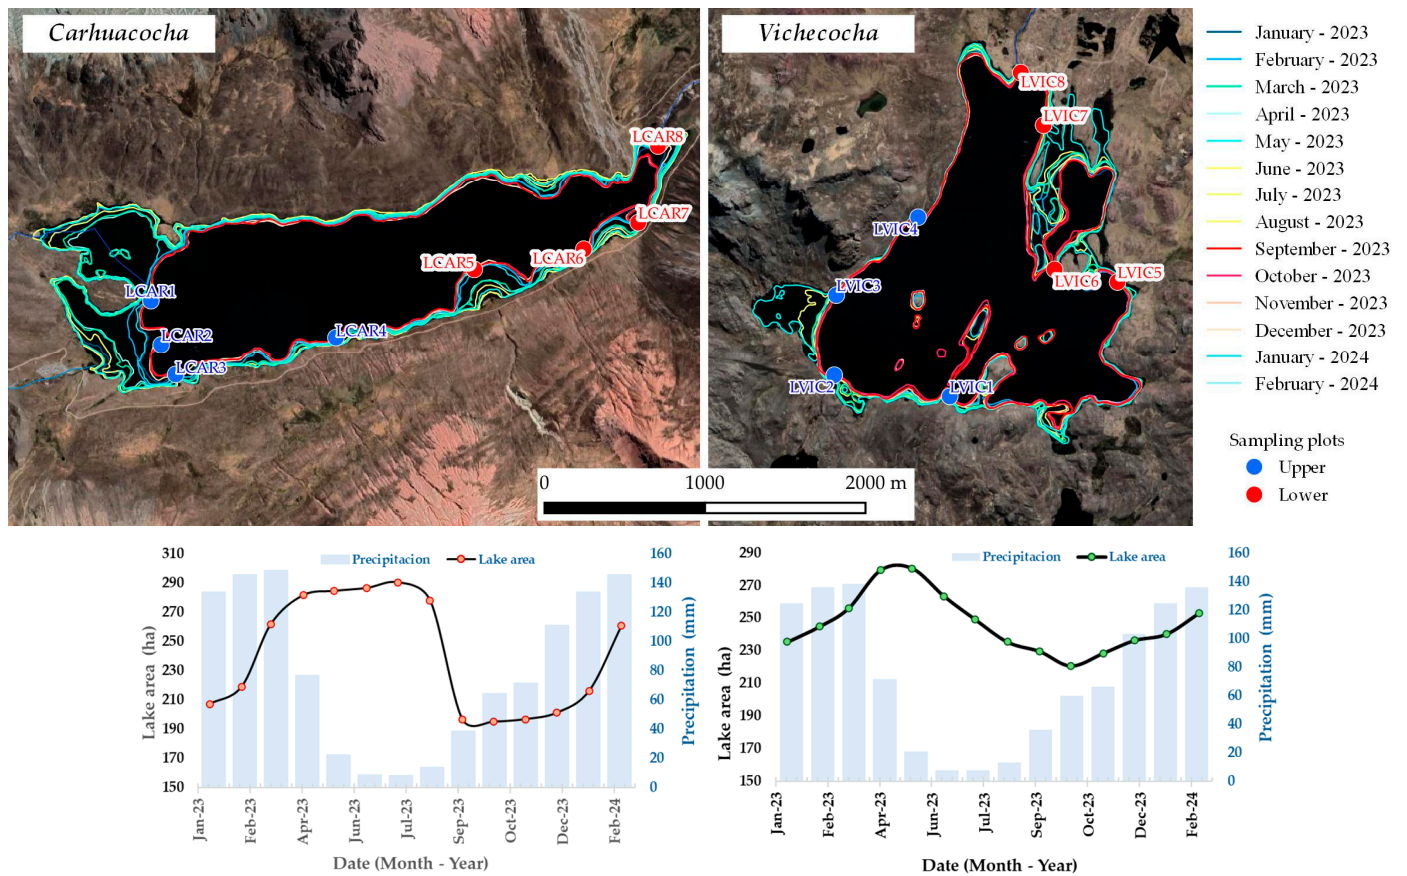 Carhuacocha
Vichecocha
LCAR8
LCAR7
LCAR6
LCAR5
LCAR1
LCAR2
LCAR4
LCAR3
LVIC8
LVIC7
LVIC4
LVIC5
LVIC6
LVIC3
LVIC2
LVIC1
0 1000 2000 m
January - 2023
February - 2023
March - 2023
April - 2023
May - 2023
June - 2023
July - 2023
August - 2023
September - 2023
October - 2023
November - 2023
December - 2023
January - 2024
February - 2024
Sampling plots
Upper
Lower
Precipitacion Lake area
Lake area (ha)
310
290
270
250
230
210
190
170
150
160
140
120
100
80
60
40
20
0
Precipitation (mm)
Jan-23
Feb-23
Apr-23
Jun-23
Jul-23
Sep-23
Oct-23
Dec-23
Feb-24
Date (Month - Year)
Precipitacion Lake area
Lake area (ha)
290
270
250
230
210
190
170
150
160
140
120
100
80
60
40
20
0
Precipitation (mm)
Jan-23
Feb-23
Apr-23
Jun-23
Jul-23
Sep-23
Oct-23
Dec-23
Feb-24
Date (Month - Year)